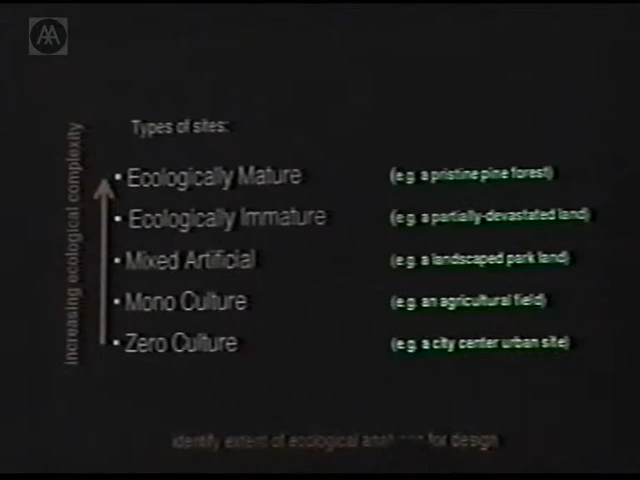 AA
Types of sites:
increasing ecological complexity
• Ecologically Mature (e.g. a pristine pine forest)
• Ecologically Immature (e.g. a partially-devastated land)
• Mixed Artificial (e.g. a landscaped park land)
• Mono Culture (e.g. an agricultural field)
• Zero Culture (e.g. a city center urban site)
identify extent of ecological for design